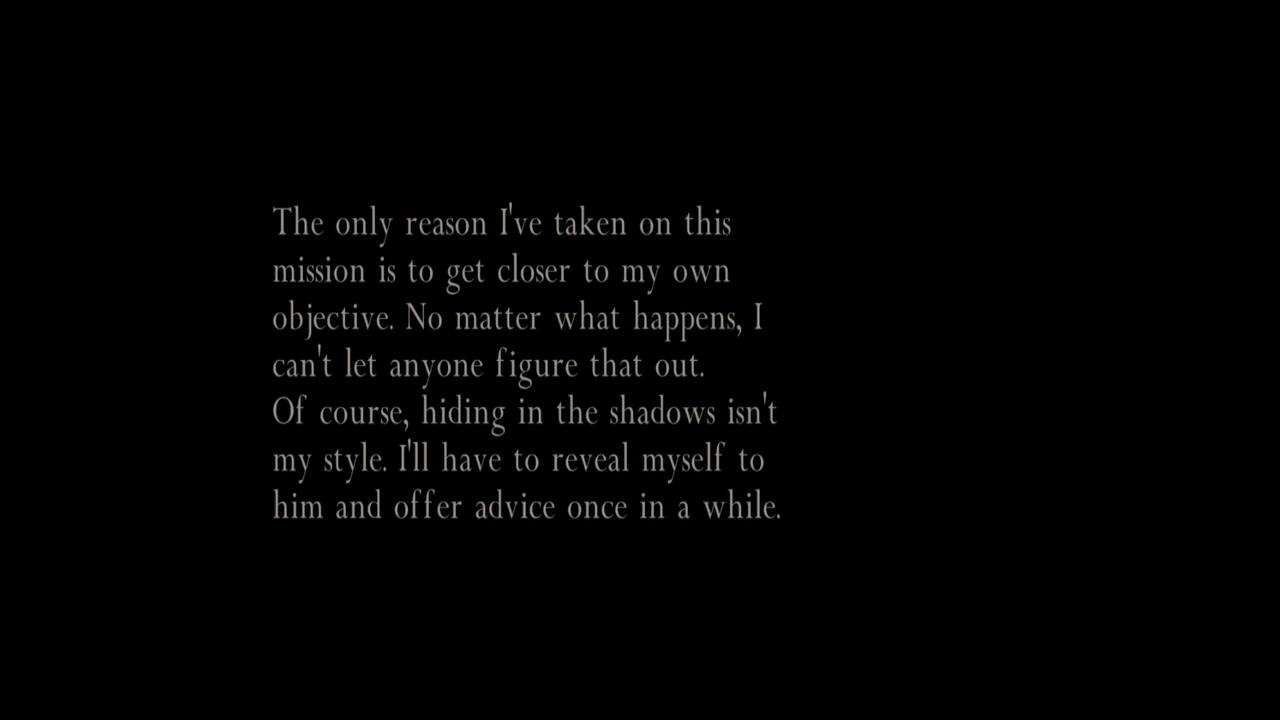 The only reason I've taken on this
mission is to get closer to my own
objective. No matter what happens, I
can't let anyone figure that out.
Of course, hiding in the shadows isn't
my style. I'll have to reveal myself to
him and offer advice once in a while.